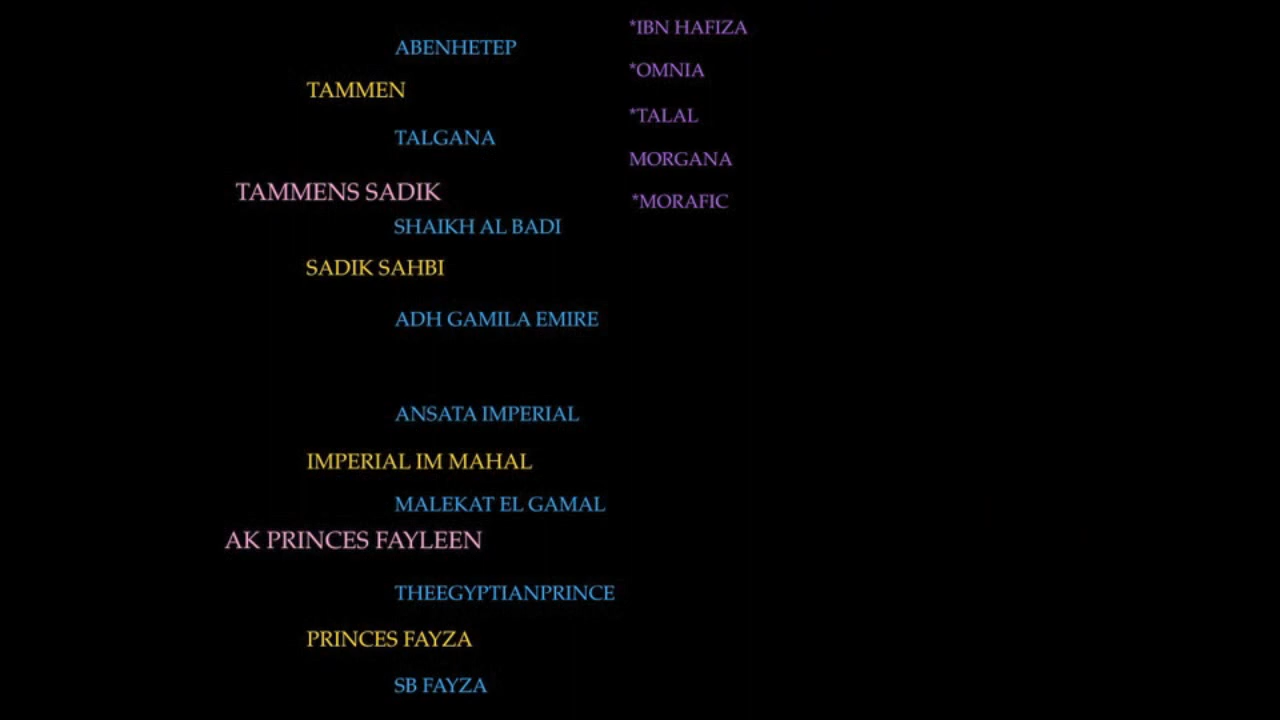 *IBN HAFIZA
ABENHETEP
*OMNIA
TAMMEN
*TALAL
TALGANA
MORGANA
TAMMENS SADIK
*MORAFIC
SHAIKH AL BADI
SADIK SAHBI
ADH GAMILA EMIRE
ANSATA IMPERIAL
IMPERIAL IM MAHAL
MALEKAT EL GAMAL
AK PRINCES FAYLEEN
THEEGYPTIANPRINCE
PRINCES FAYZA
SB FAYZA